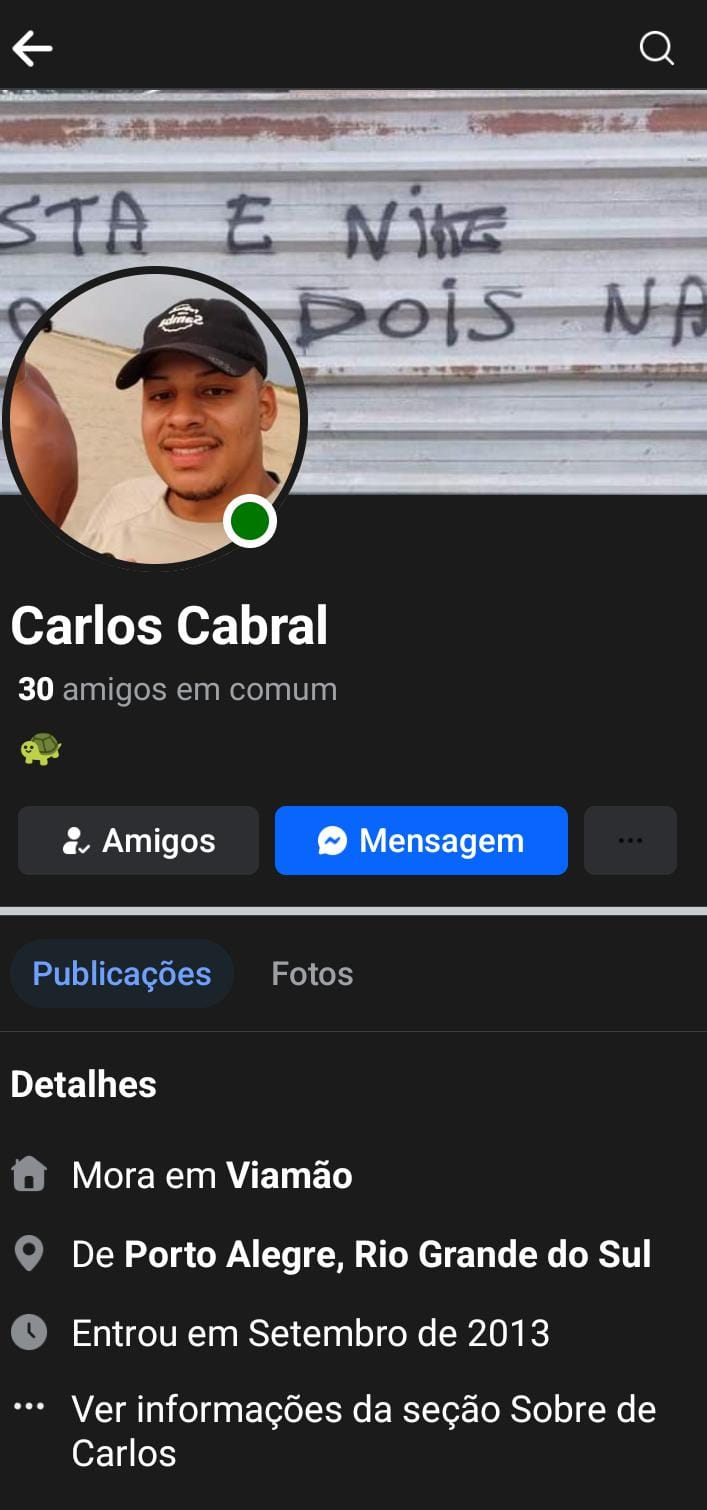 STA E NIKE
DOIS NA
Samba
Carlos Cabral
30 amigos em comum
Amigos
Mensagem
Publicações
Fotos
Detalhes
Mora em Viamão
De Porto Alegre, Rio Grande do Sul
Entrou em Setembro de 2013
Ver informações da seção Sobre de
Carlos